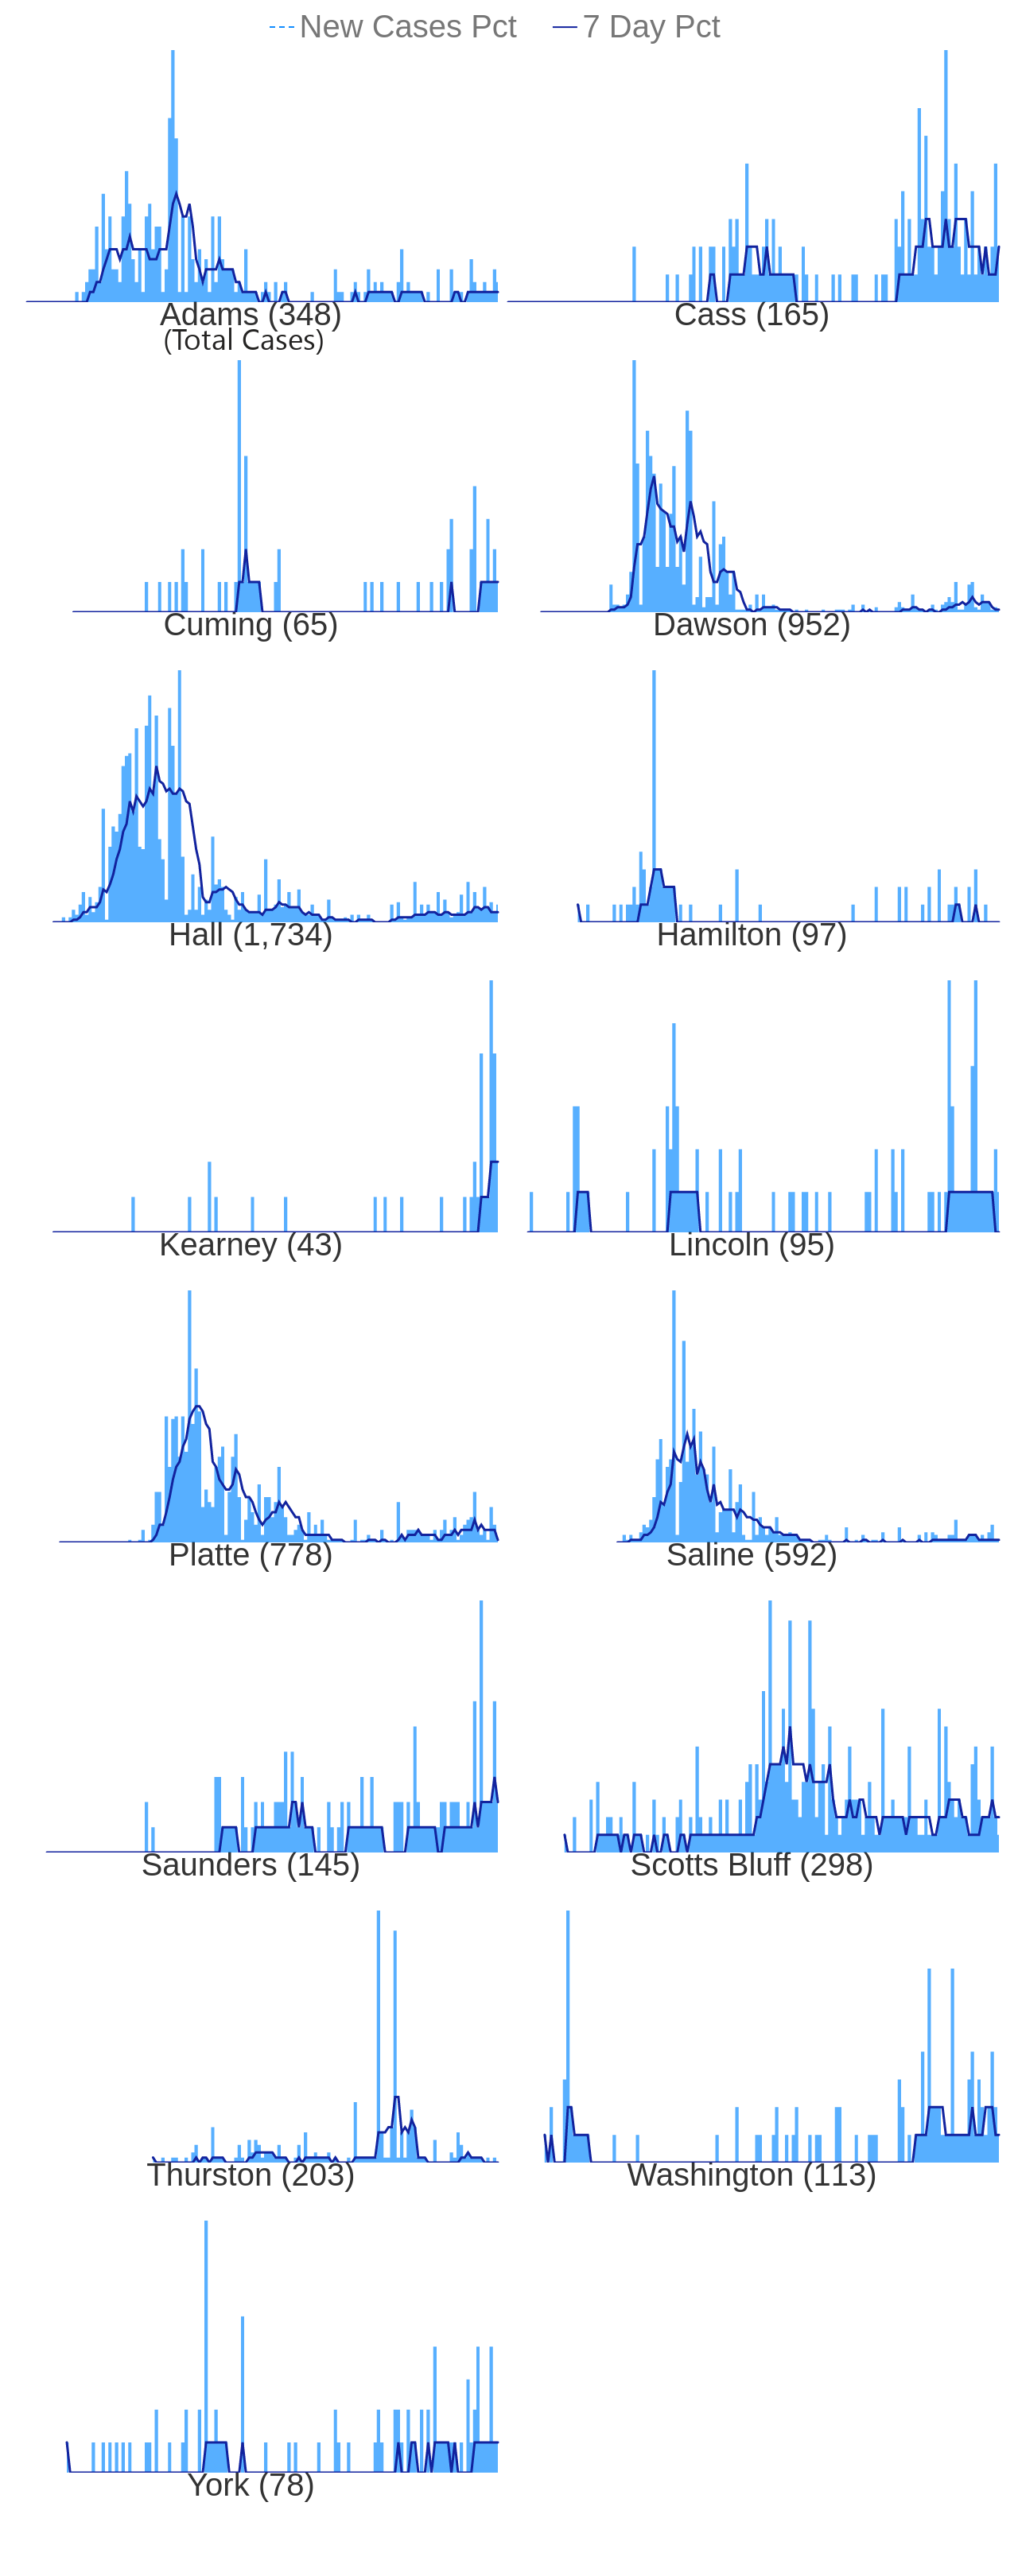 New Cases Pct 7 Day Pct
Adams (348) Cass (165)
(Total Cases)
Cuming (65) Dawson (952)
Hall (1,734) Hamilton (97)
Kearney (43) Lincoln (95)
Platte (778) Saline (592)
Saunders (145) Scotts Bluff (298)
Thurston (203) Washington (113)
York (78)